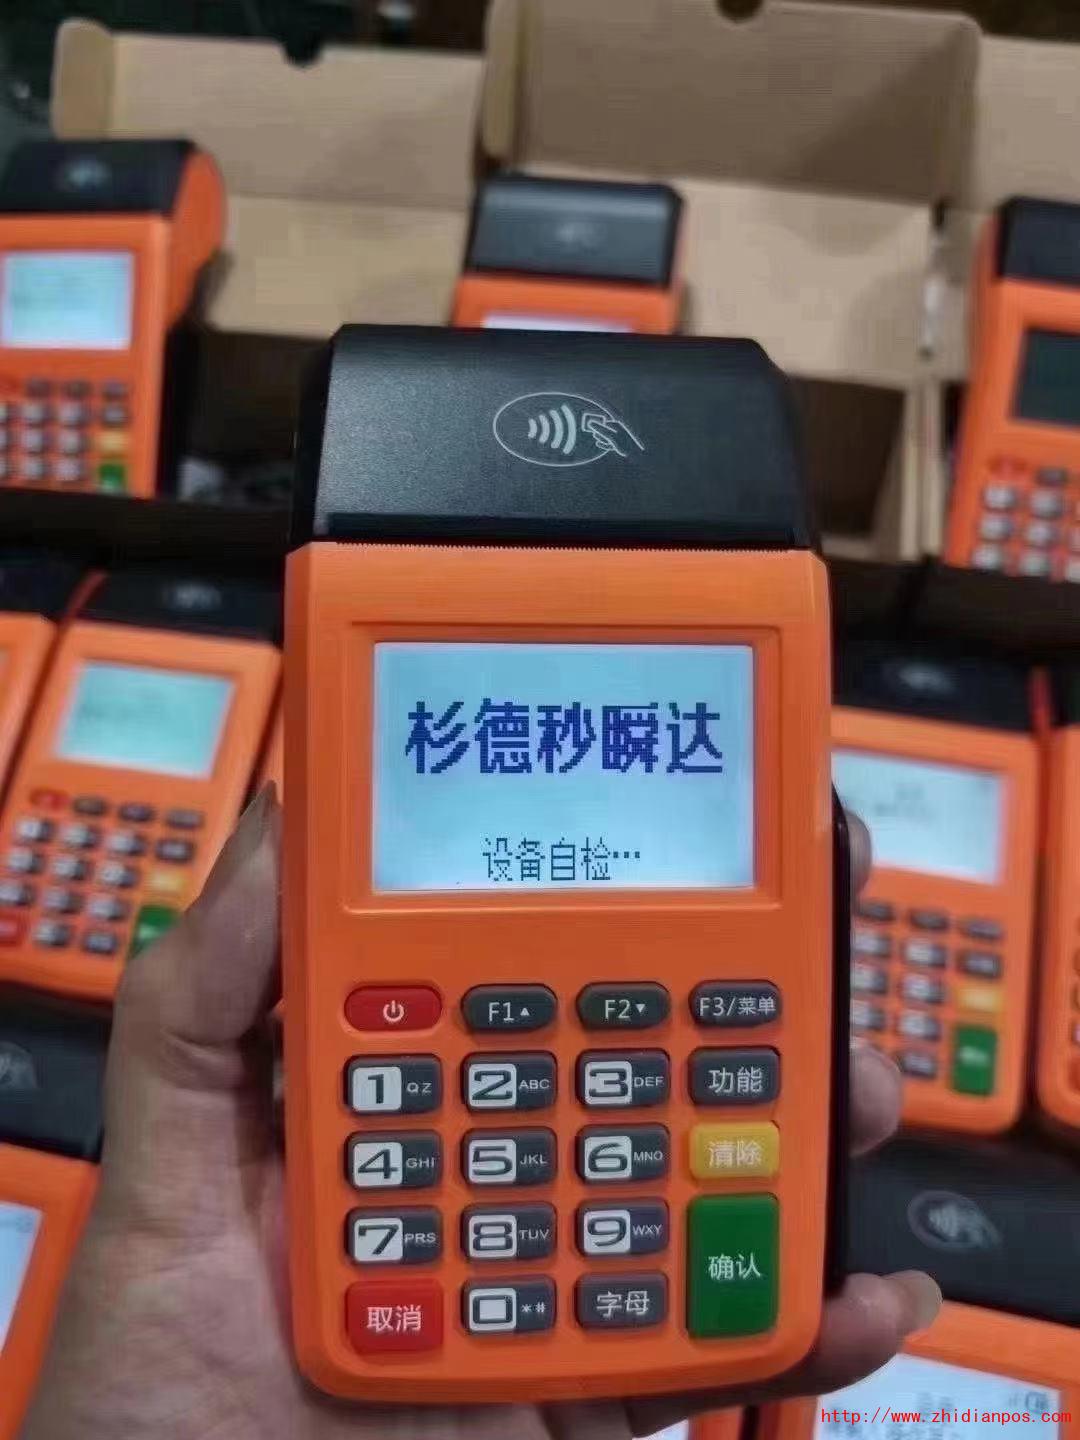 杉德秒瞬达
设备自检…
F1▲ F2▼ F3/菜单
1 QZ 2 ABC 3 DEF 功能
4 GHI 5 JKL 6 MNO 清除
7 PRS 8 TUV 9 WXY
确认
取消 0 *# 字母
http://www.zhidianpos.com